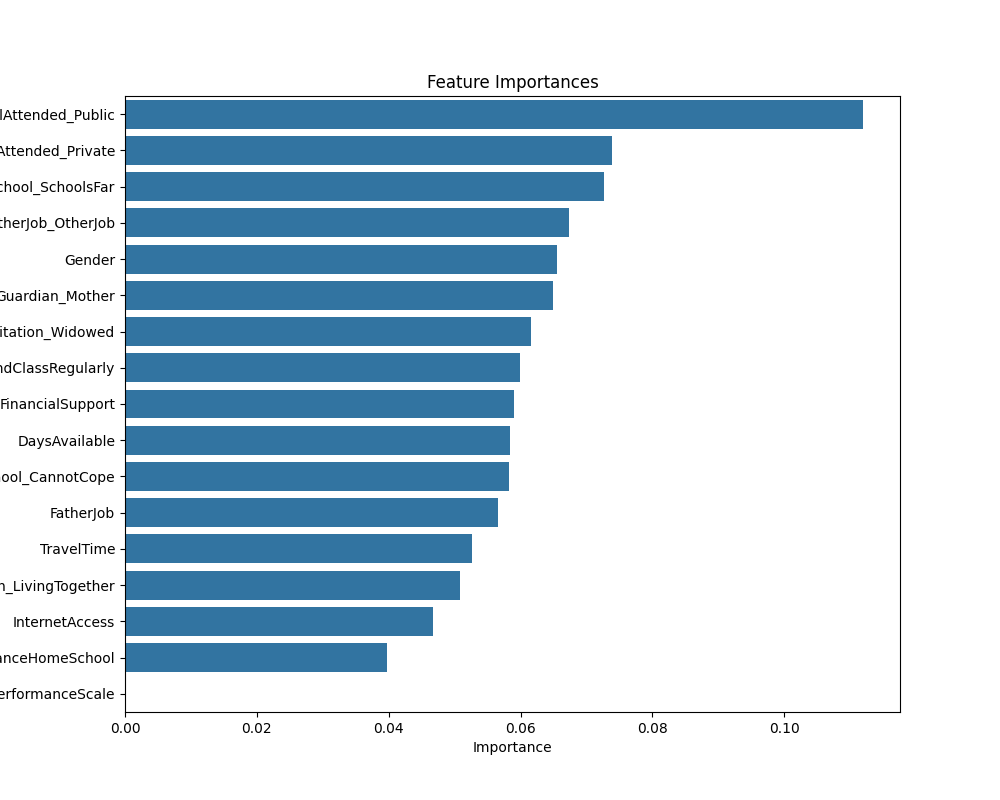 Feature Importances
lAttended_Public
Attended_Private
chool_SchoolsFar
therJob_OtherJob
Gender
Guardian_Mother
itation_Widowed
ndClassRegularly
FinancialSupport
DaysAvailable
ool_CannotCope
FatherJob
TravelTime
n_LivingTogether
InternetAccess
anceHomeSchool
erformanceScale
0.00 0.02 0.04 0.06 0.08 0.10
Importance